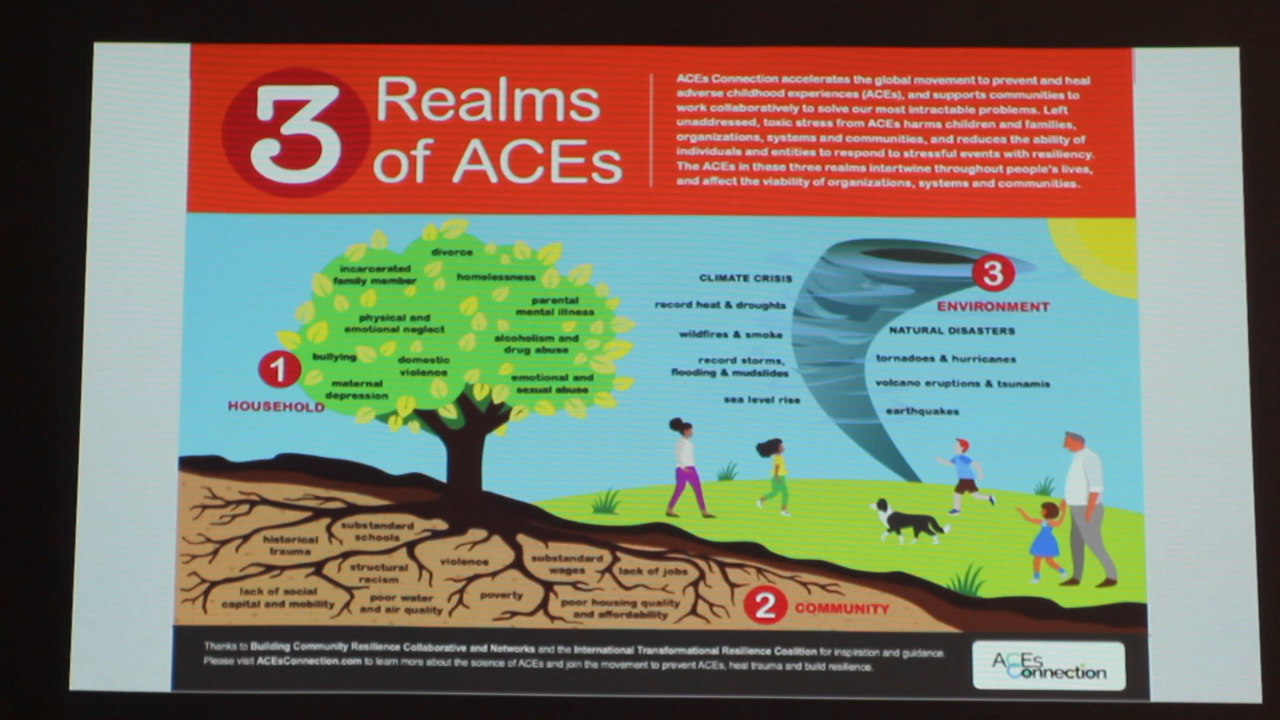 3 Realms
of ACEs
ACEs Connection accelerates the global movement to prevent and heal
adverse childhood experiences (ACEs), and supports communities to
work collaboratively to solve our most intractable problems. Left
unaddressed, toxic stress from ACEs harms children and families,
organizations, systems and communities, and reduces the ability of
individuals and entities to respond to stressful events with resiliency.
The ACEs in these three realms intertwine throughout people's lives,
and affect the viability of organizations, systems and communities.
1
HOUSEHOLD
divorce
incarcerated
family member
homelessness
parental
mental illness
physical and
emotional neglect
alcoholism and
drug abuse
bullying
domestic
violence
maternal
depression
emotional and
sexual abuse
3
ENVIRONMENT
CLIMATE CRISIS
record heat & droughts
wildfires & smoke
record storms,
flooding & mudslides
sea level rise
NATURAL DISASTERS
tornadoes & hurricanes
volcano eruptions & tsunamis
earthquakes
substandard
schools
historical
trauma
structural
racism
violence
substandard
wages
lack of jobs
lack of social
capital and mobility
poor water
and air quality
poverty
poor housing quality
and affordability
2 COMMUNITY
Thanks to Building Community Resilience Collaborative and Networks and the International Transformational Resilience Coalition for inspiration and guidance.
Please visit ACEsConnection.com to learn more about the science of ACEs and join the movement to prevent ACEs, heal trauma and build resilience.
ACEs
Connection